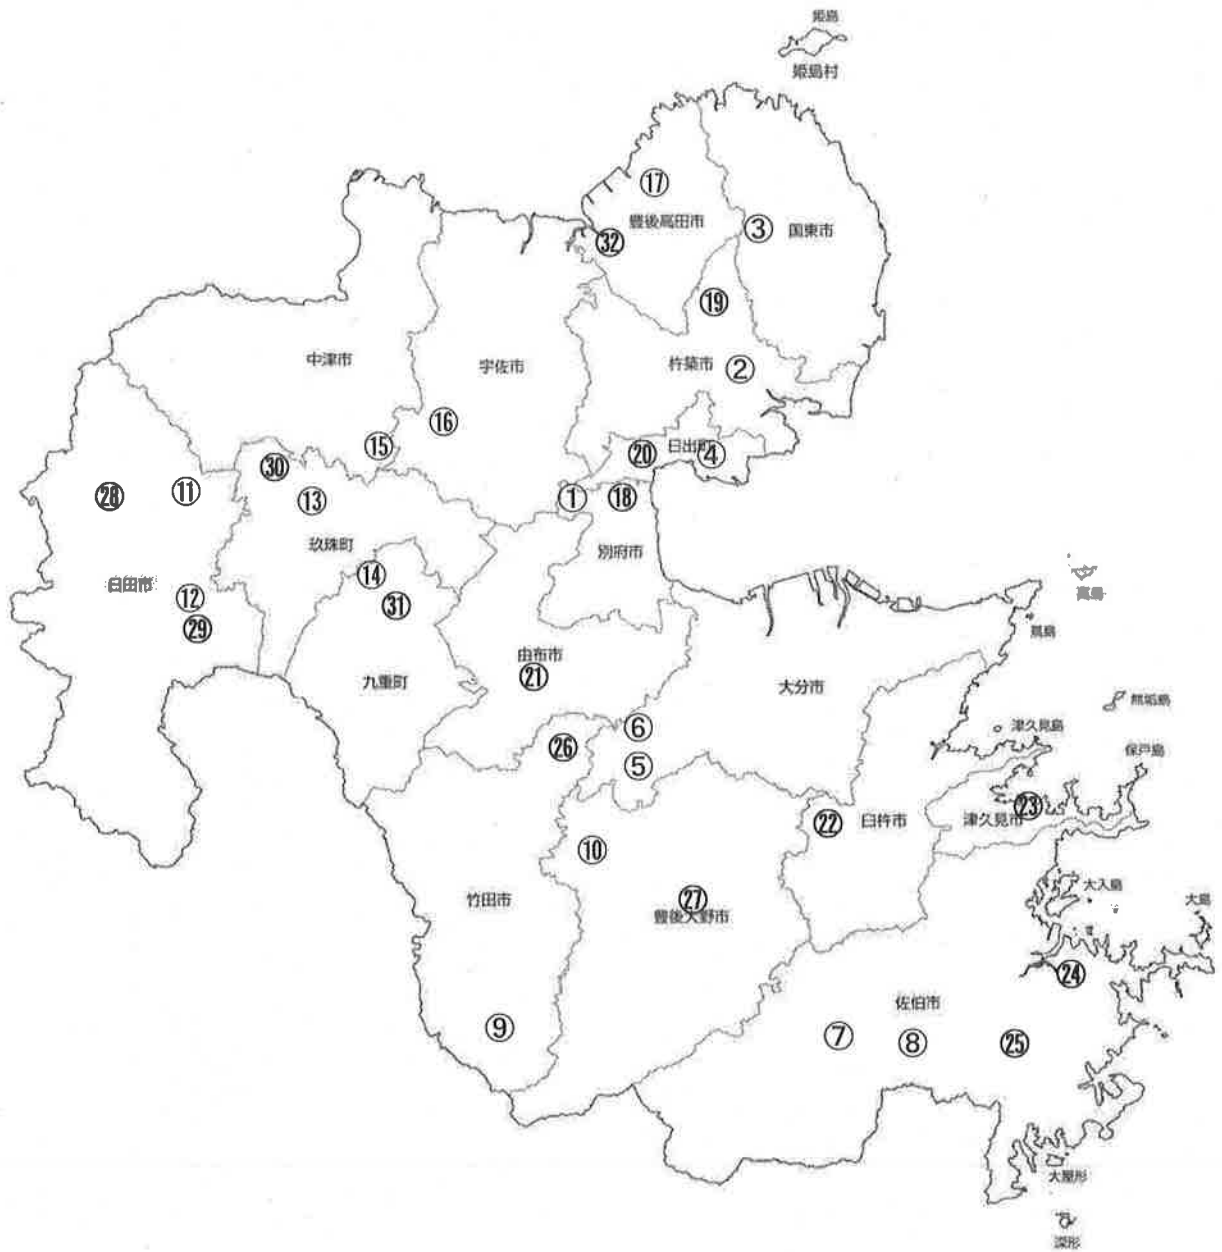 姫島
姫島村
⑰
豊後高田市
③
国東市
㉜
⑲
中津市
宇佐市
杵築市
②
⑯
⑮
⑳
日出町
④
㉚
⑪
㉘
⑬
①
⑱
玖珠町
別府市
⑭
日田市
⑫
㉛
高島
㉙
蔦島
由布市
㉑
九重町
大分市
無垢島
⑥
津久見島
㉖
保戸島
⑤
㉓
㉒
臼杵市
津久見市
⑩
大入島
竹田市
㉗
大島
豊後大野市
㉔
佐伯市
⑨
⑦
⑧
㉕
大屋形
深形